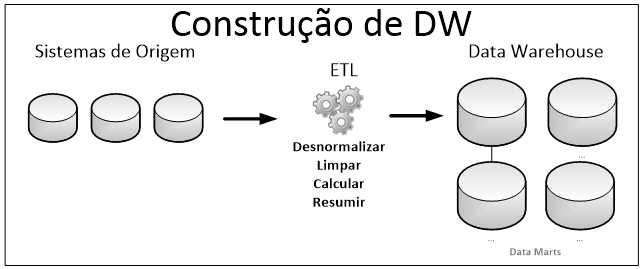 Construção de DW
Sistemas de Origem
ETL
Desnormalizar
Limpar
Calcular
Resumir
Data Warehouse
...
...
...
Data Marts